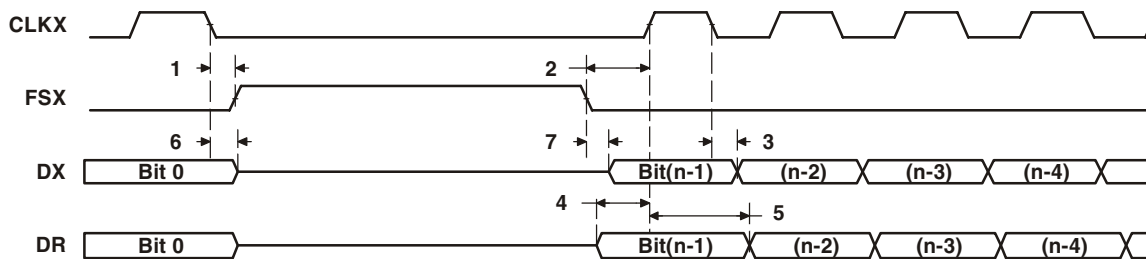 CLKX
1 2
FSX
6 7 3
DX Bit 0 Bit(n-1) (n-2) (n-3) (n-4)
4 5
DR Bit 0 Bit(n-1) (n-2) (n-3) (n-4)